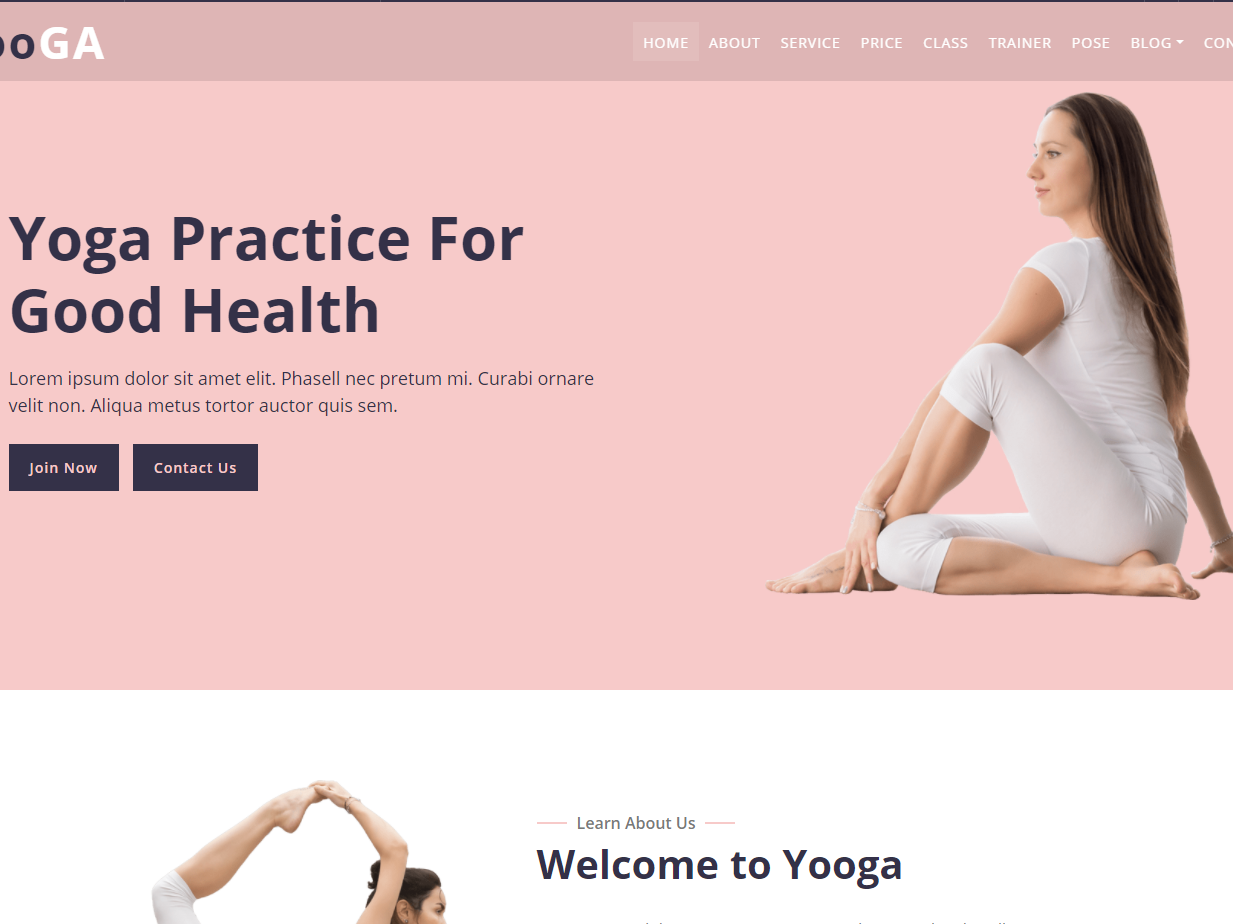 ooGA
HOME ABOUT SERVICE PRICE CLASS TRAINER POSE BLOG CON
Yoga Practice For
Good Health
Lorem ipsum dolor sit amet elit. Phasell nec pretum mi. Curabi ornare
velit non. Aliqua metus tortor auctor quis sem.
Join Now Contact Us
Learn About Us
Welcome to Yooga